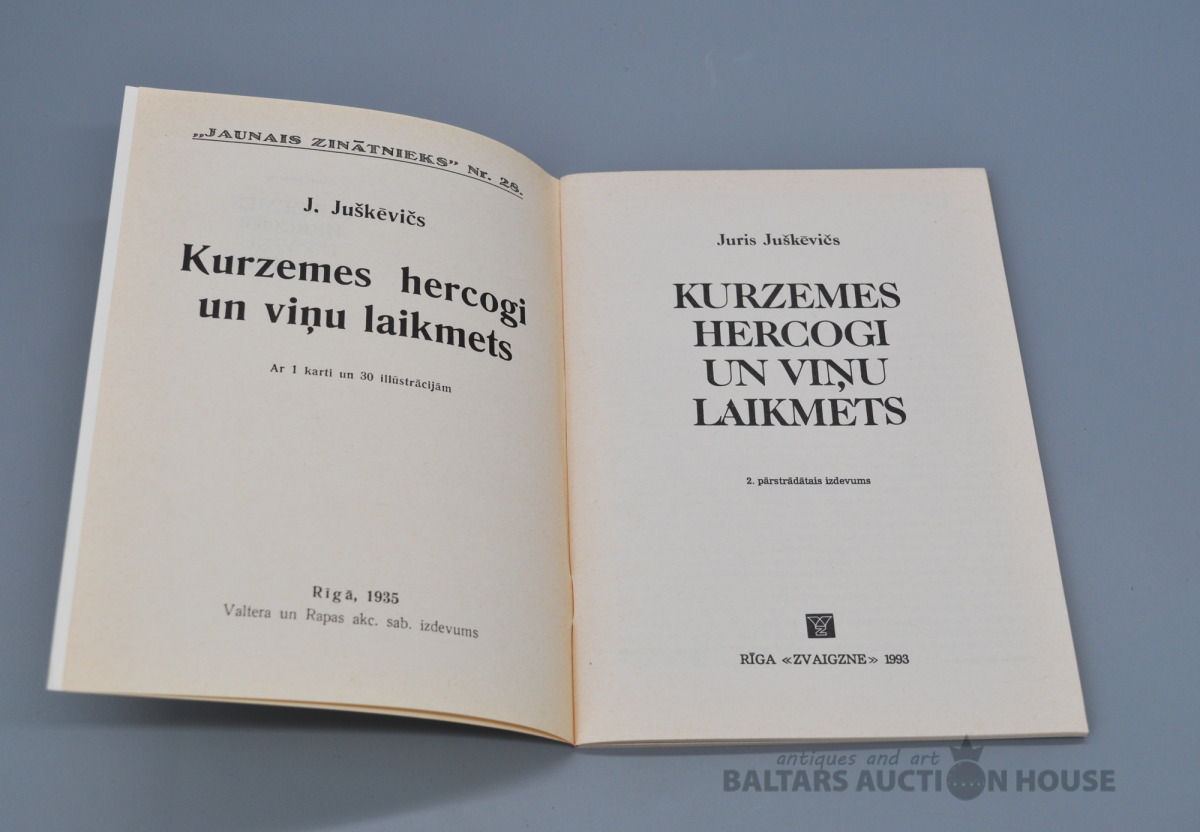 „JAUNAIS ZINĀTNIEKS” Nr. 28.
J. Juškēvičs
Kurzemes hercogi
un viņu laikmets
Ar 1 karti un 30 illūstrācijām
Rīgā, 1935
Valtera un Rapas akc. sab. izdevums
Juris Juškēvičs
KURZEMES
HERCOGI
UN VIŅU
LAIKMETS
2. pārstrādātais izdevums
RĪGA «ZVAIGZNE» 1993
antiques and art
BALTARS AUCTION HOUSE